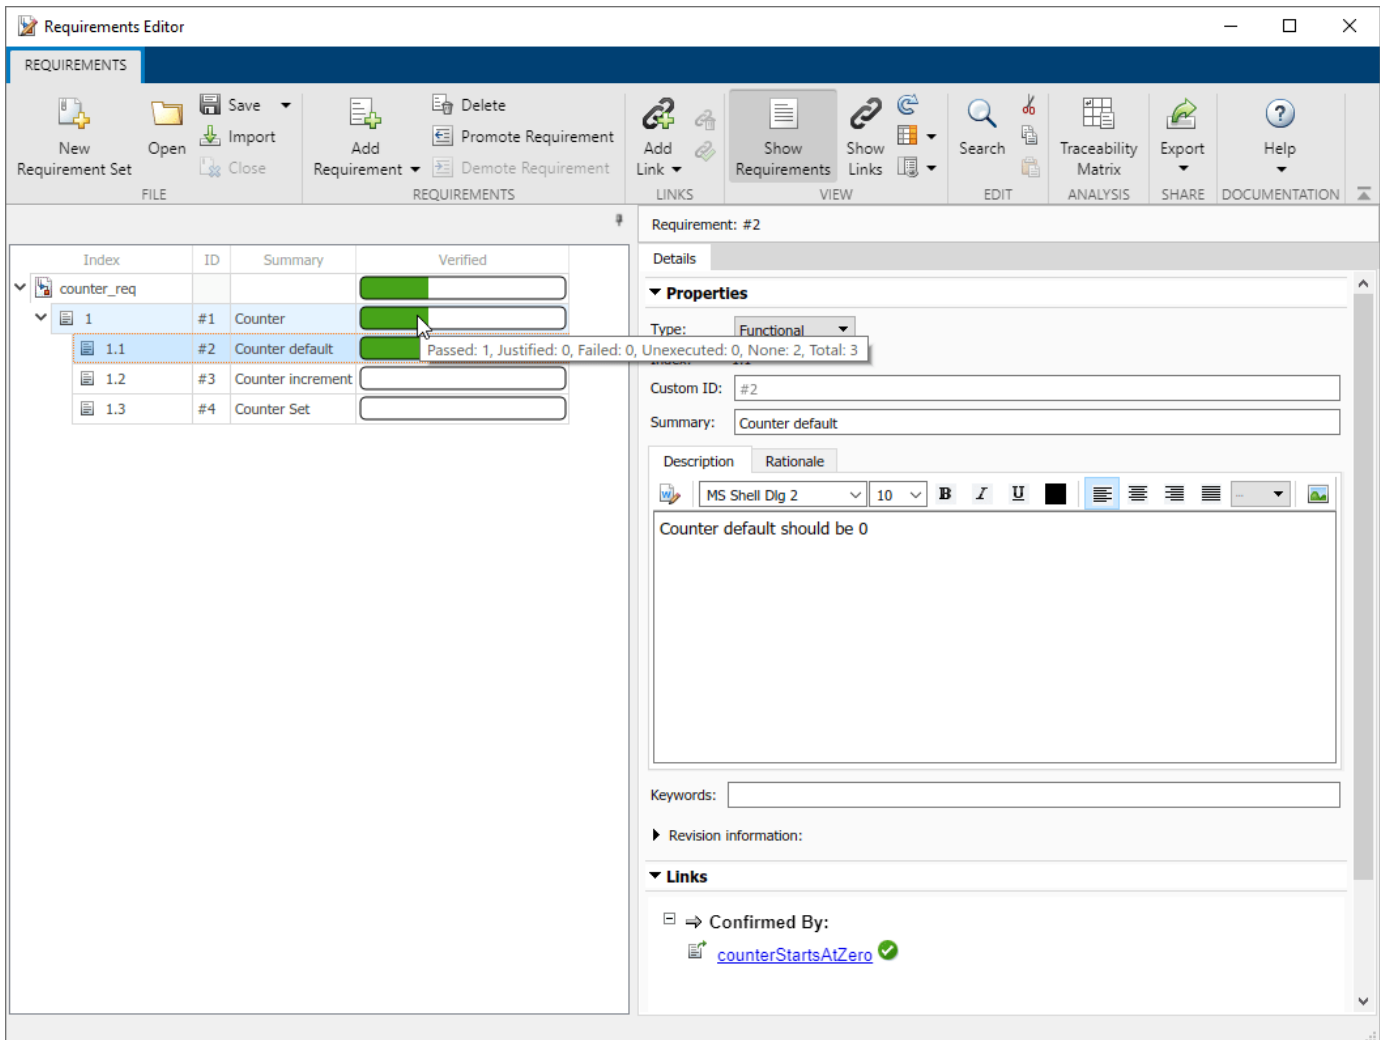 Requirements Editor
REQUIREMENTS
New
Requirement Set
Open
Save
Import
Close
FILE
Add
Requirement
Delete
Promote Requirement
Demote Requirement
REQUIREMENTS
Add
Link
LINKS
Show
Requirements
Show
Links
VIEW
Search
EDIT
Traceability
Matrix
ANALYSIS
Export
SHARE
Help
DOCUMENTATION
Index ID Summary Verified
counter_req
1 #1 Counter
1.1 #2 Counter default
1.2 #3 Counter increment
1.3 #4 Counter Set
Passed: 1, Justified: 0, Failed: 0, Unexecuted: 0, None: 2, Total: 3
Requirement: #2
Details
Properties
Type: Functional
Custom ID: #2
Summary: Counter default
Description Rationale
MS Shell Dlg 2 10 B I U
Counter default should be 0
Keywords:
Revision information:
Links
Confirmed By:
counterStartsAtZero